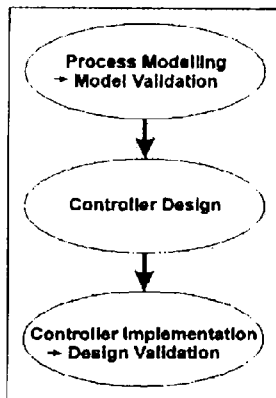 Process Modelling
→ Model Validation
Controller Design
Controller Implementation
→ Design Validation